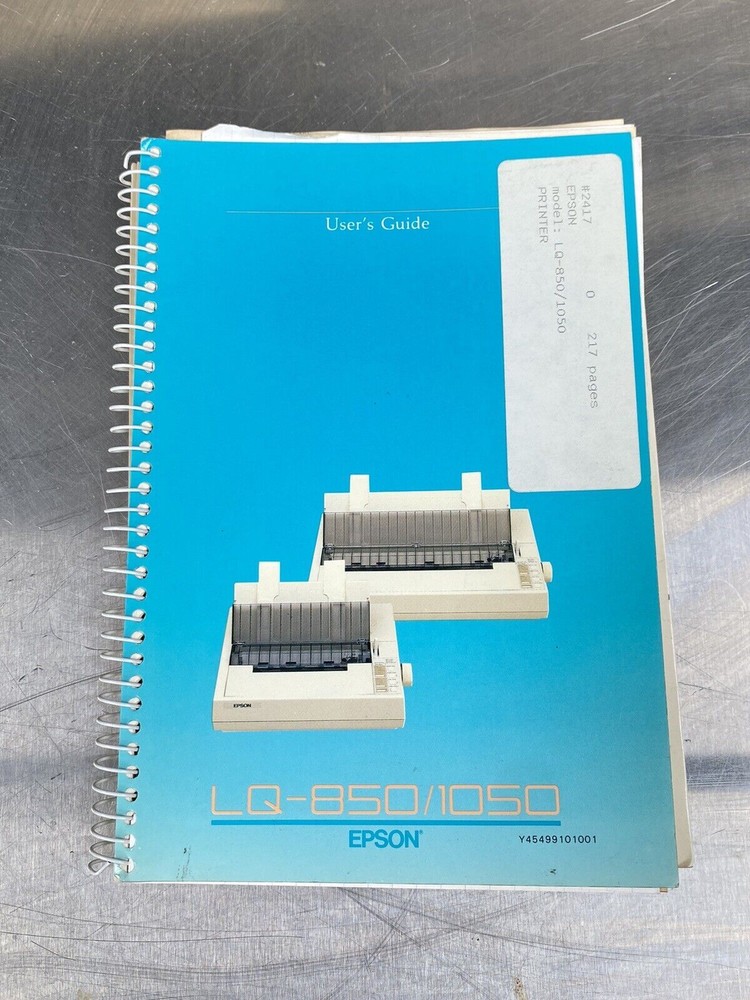 User's Guide
#2417 0 217 pages
EPSON
model: LQ-850/1050
PRINTER
EPSON
LQ-850/1050
EPSON®
Y45499101001